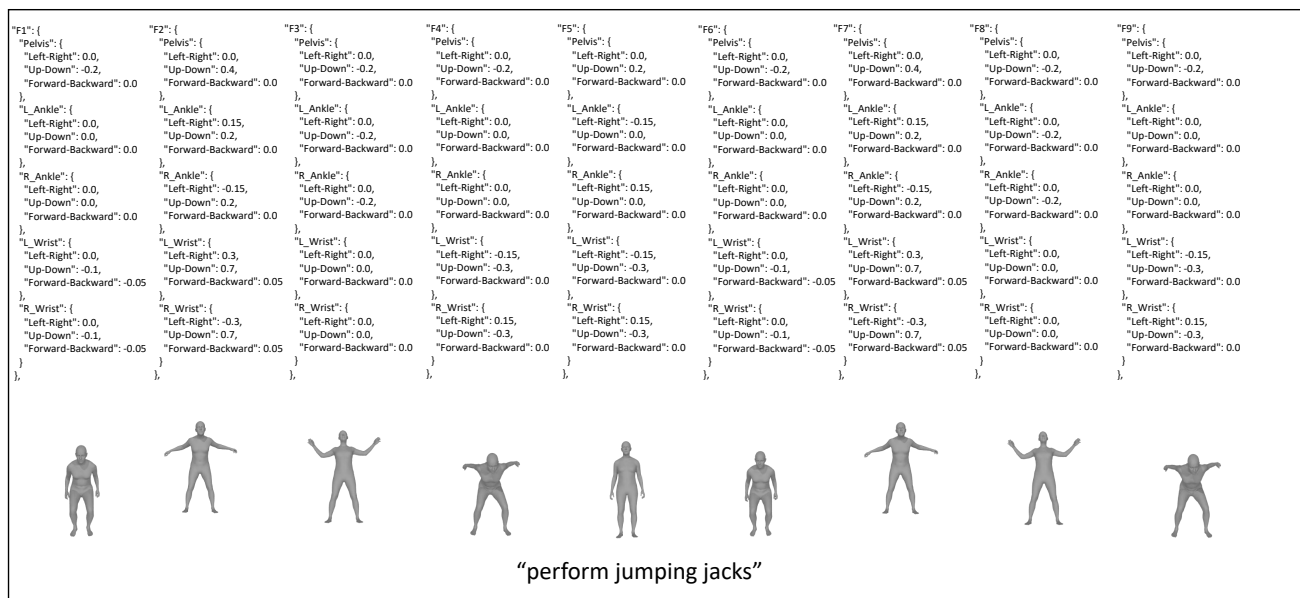 "F1": {
"Pelvis": {
"Left-Right": 0.0,
"Up-Down": -0.2,
"Forward-Backward": 0.0
},
"L_Ankle": {
"Left-Right": 0.0,
"Up-Down": 0.0,
"Forward-Backward": 0.0
},
"R_Ankle": {
"Left-Right": 0.0,
"Up-Down": 0.0,
"Forward-Backward": 0.0
},
"L_Wrist": {
"Left-Right": 0.0,
"Up-Down": -0.1,
"Forward-Backward": -0.05
},
"R_Wrist": {
"Left-Right": 0.0,
"Up-Down": -0.1,
"Forward-Backward": -0.05
}
},
"F2": {
"Pelvis": {
"Left-Right": 0.0,
"Up-Down": 0.4,
"Forward-Backward": 0.0
},
"L_Ankle": {
"Left-Right": 0.15,
"Up-Down": 0.2,
"Forward-Backward": 0.0
},
"R_Ankle": {
"Left-Right": -0.15,
"Up-Down": 0.2,
"Forward-Backward": 0.0
},
"L_Wrist": {
"Left-Right": 0.3,
"Up-Down": 0.7,
"Forward-Backward": 0.05
},
"R_Wrist": {
"Left-Right": -0.3,
"Up-Down": 0.7,
"Forward-Backward": 0.05
}
},
"F3": {
"Pelvis": {
"Left-Right": 0.0,
"Up-Down": -0.2,
"Forward-Backward": 0.0
},
"L_Ankle": {
"Left-Right": 0.0,
"Up-Down": -0.2,
"Forward-Backward": 0.0
},
"R_Ankle": {
"Left-Right": 0.0,
"Up-Down": -0.2,
"Forward-Backward": 0.0
},
"L_Wrist": {
"Left-Right": 0.0,
"Up-Down": 0.0,
"Forward-Backward": 0.0
},
"R_Wrist": {
"Left-Right": 0.0,
"Up-Down": 0.0,
"Forward-Backward": 0.0
}
},
"F4": {
"Pelvis": {
"Left-Right": 0.0,
"Up-Down": -0.2,
"Forward-Backward": 0.0
},
"L_Ankle": {
"Left-Right": 0.0,
"Up-Down": 0.0,
"Forward-Backward": 0.0
},
"R_Ankle": {
"Left-Right": 0.0,
"Up-Down": 0.0,
"Forward-Backward": 0.0
},
"L_Wrist": {
"Left-Right": -0.15,
"Up-Down": -0.3,
"Forward-Backward": 0.0
},
"R_Wrist": {
"Left-Right": 0.15,
"Up-Down": -0.3,
"Forward-Backward": 0.0
}
},
"F5": {
"Pelvis": {
"Left-Right": 0.0,
"Up-Down": 0.2,
"Forward-Backward": 0.0
},
"L_Ankle": {
"Left-Right": -0.15,
"Up-Down": 0.0,
"Forward-Backward": 0.0
},
"R_Ankle": {
"Left-Right": 0.15,
"Up-Down": 0.0,
"Forward-Backward": 0.0
},
"L_Wrist": {
"Left-Right": -0.15,
"Up-Down": -0.3,
"Forward-Backward": 0.0
},
"R_Wrist": {
"Left-Right": 0.15,
"Up-Down": -0.3,
"Forward-Backward": 0.0
}
},
"F6": {
"Pelvis": {
"Left-Right": 0.0,
"Up-Down": -0.2,
"Forward-Backward": 0.0
},
"L_Ankle": {
"Left-Right": 0.0,
"Up-Down": 0.0,
"Forward-Backward": 0.0
},
"R_Ankle": {
"Left-Right": 0.0,
"Up-Down": 0.0,
"Forward-Backward": 0.0
},
"L_Wrist": {
"Left-Right": 0.0,
"Up-Down": -0.1,
"Forward-Backward": -0.05
},
"R_Wrist": {
"Left-Right": 0.0,
"Up-Down": -0.1,
"Forward-Backward": -0.05
}
},
"F7": {
"Pelvis": {
"Left-Right": 0.0,
"Up-Down": 0.4,
"Forward-Backward": 0.0
},
"L_Ankle": {
"Left-Right": 0.15,
"Up-Down": 0.2,
"Forward-Backward": 0.0
},
"R_Ankle": {
"Left-Right": -0.15,
"Up-Down": 0.2,
"Forward-Backward": 0.0
},
"L_Wrist": {
"Left-Right": 0.3,
"Up-Down": 0.7,
"Forward-Backward": 0.05
},
"R_Wrist": {
"Left-Right": -0.3,
"Up-Down": 0.7,
"Forward-Backward": 0.05
}
},
"F8": {
"Pelvis": {
"Left-Right": 0.0,
"Up-Down": -0.2,
"Forward-Backward": 0.0
},
"L_Ankle": {
"Left-Right": 0.0,
"Up-Down": -0.2,
"Forward-Backward": 0.0
},
"R_Ankle": {
"Left-Right": 0.0,
"Up-Down": -0.2,
"Forward-Backward": 0.0
},
"L_Wrist": {
"Left-Right": 0.0,
"Up-Down": 0.0,
"Forward-Backward": 0.0
},
"R_Wrist": {
"Left-Right": 0.0,
"Up-Down": 0.0,
"Forward-Backward": 0.0
}
},
"F9": {
"Pelvis": {
"Left-Right": 0.0,
"Up-Down": -0.2,
"Forward-Backward": 0.0
},
"L_Ankle": {
"Left-Right": 0.0,
"Up-Down": 0.0,
"Forward-Backward": 0.0
},
"R_Ankle": {
"Left-Right": 0.0,
"Up-Down": 0.0,
"Forward-Backward": 0.0
},
"L_Wrist": {
"Left-Right": -0.15,
"Up-Down": -0.3,
"Forward-Backward": 0.0
},
"R_Wrist": {
"Left-Right": 0.15,
"Up-Down": -0.3,
"Forward-Backward": 0.0
}
},
“perform jumping jacks”